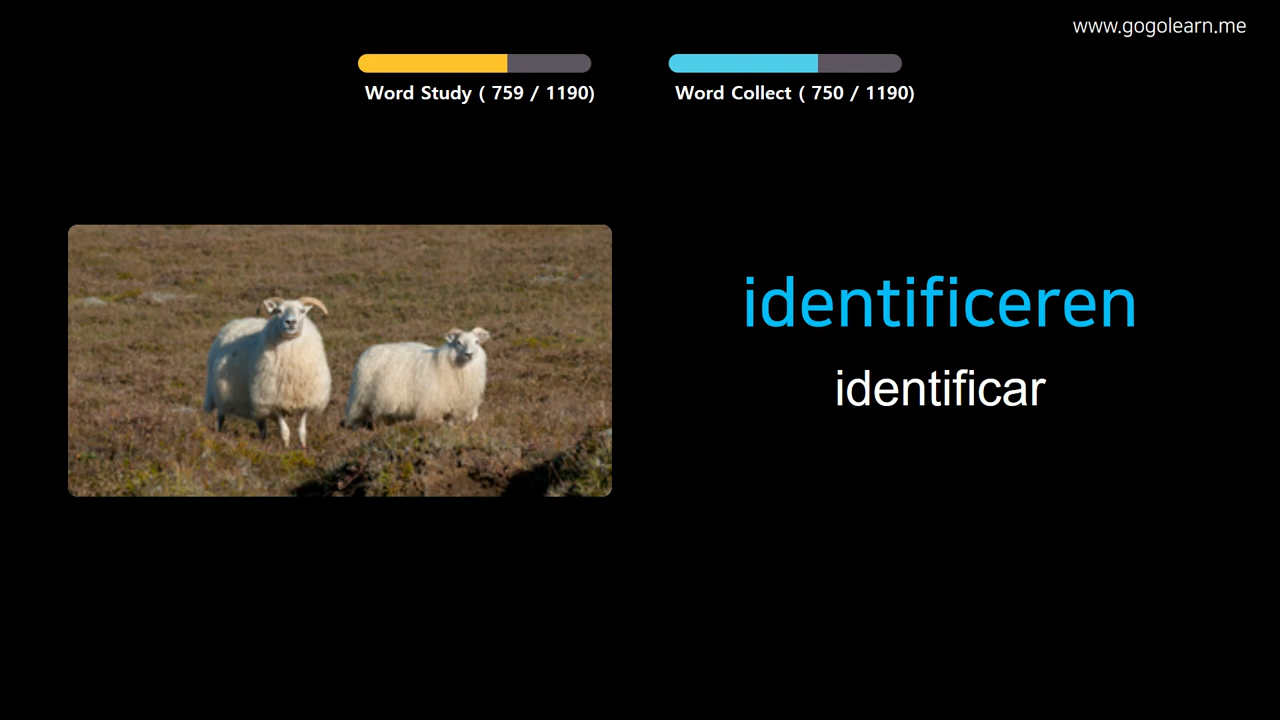 www.gogolearn.me
Word Study ( 759 / 1190)
Word Collect ( 750 / 1190)
identificeren
identificar